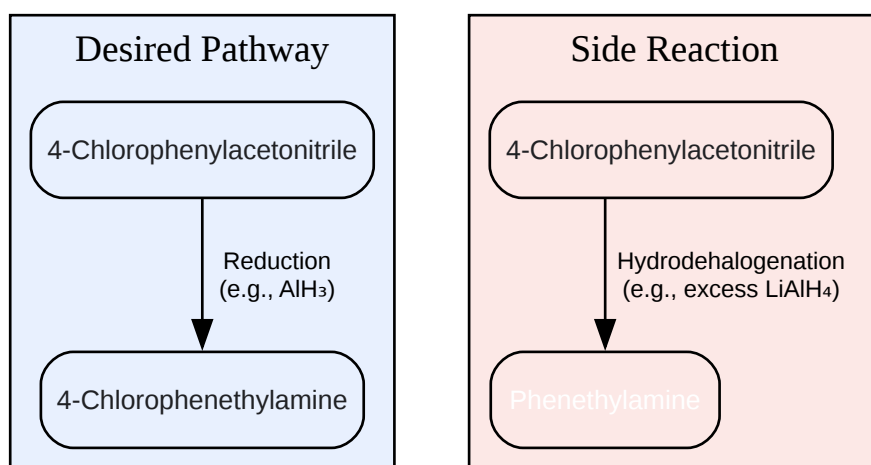 Desired Pathway
4-Chlorophenylacetonitrile
Reduction
(e.g., AlH₃)
4-Chlorophenethylamine
Side Reaction
4-Chlorophenylacetonitrile
Hydrodehalogenation
(e.g., excess LiAlH₄)
Phenethylamine